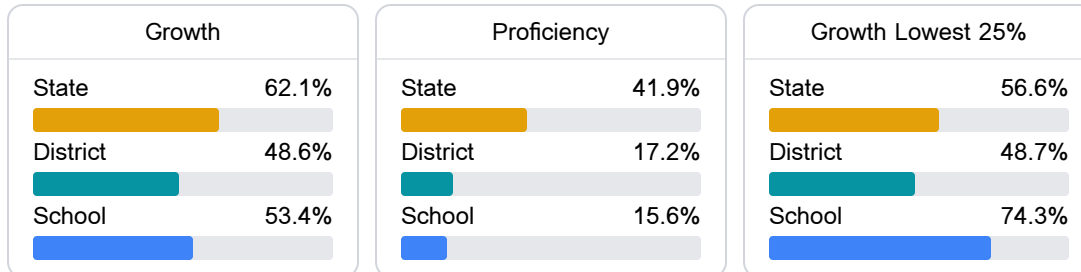 Growth
State 62.1%
District 48.6%
School 53.4%
Proficiency
State 41.9%
District 17.2%
School 15.6%
Growth Lowest 25%
State 56.6%
District 48.7%
School 74.3%